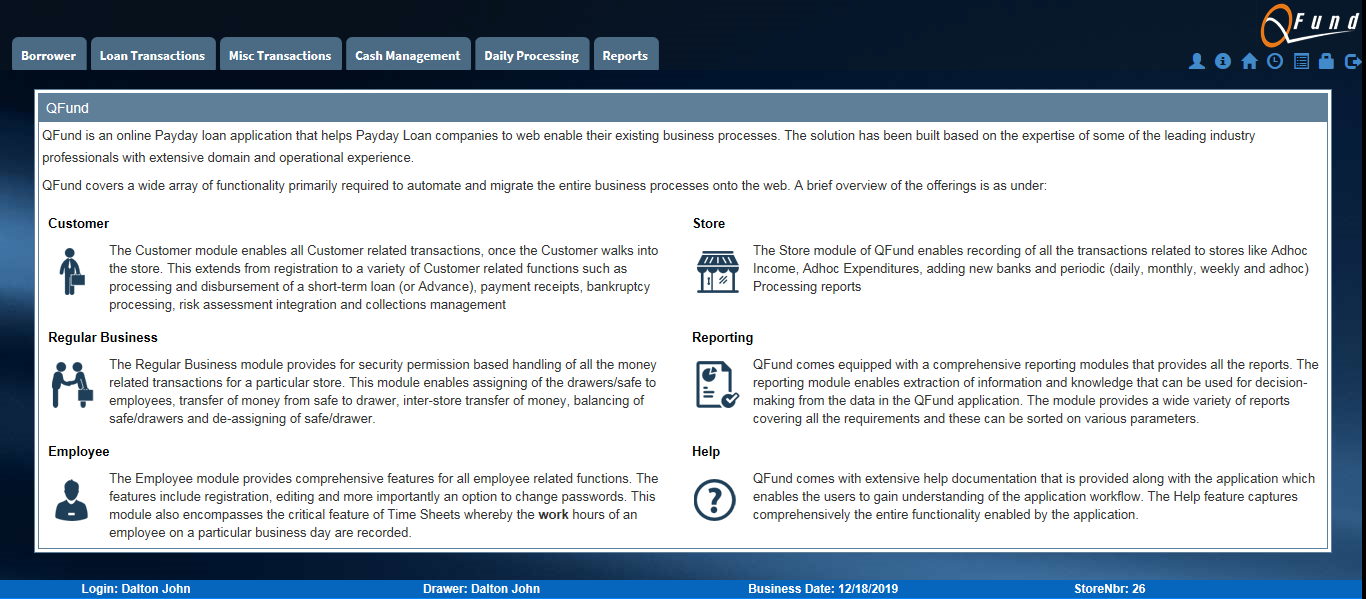 QFund
Borrower
Loan Transactions
Misc Transactions
Cash Management
Daily Processing
Reports
QFund
QFund is an online Payday loan application that helps Payday Loan companies to web enable their existing business processes. The solution has been built based on the expertise of some of the leading industry
professionals with extensive domain and operational experience.
QFund covers a wide array of functionality primarily required to automate and migrate the entire business processes onto the web. A brief overview of the offerings is as under:
Customer
The Customer module enables all Customer related transactions, once the Customer walks into
the store. This extends from registration to a variety of Customer related functions such as
processing and disbursement of a short-term loan (or Advance), payment receipts, bankruptcy
processing, risk assessment integration and collections management
Store
The Store module of QFund enables recording of all the transactions related to stores like Adhoc
Income, Adhoc Expenditures, adding new banks and periodic (daily, monthly, weekly and adhoc)
Processing reports
Regular Business
The Regular Business module provides for security permission based handling of all the money
related transactions for a particular store. This module enables assigning of the drawers/safe to
employees, transfer of money from safe to drawer, inter-store transfer of money, balancing of
safe/drawers and de-assigning of safe/drawer.
Reporting
QFund comes equipped with a comprehensive reporting modules that provides all the reports. The
reporting module enables extraction of information and knowledge that can be used for decision-
making from the data in the QFund application. The module provides a wide variety of reports
covering all the requirements and these can be sorted on various parameters.
Employee
The Employee module provides comprehensive features for all employee related functions. The
features include registration, editing and more importantly an option to change passwords. This
module also encompasses the critical feature of Time Sheets whereby the work hours of an
employee on a particular business day are recorded.
Help
QFund comes with extensive help documentation that is provided along with the application which
enables the users to gain understanding of the application workflow. The Help feature captures
comprehensively the entire functionality enabled by the application.
Login: Dalton John
Drawer: Dalton John
Business Date: 12/18/2019
StoreNbr: 26